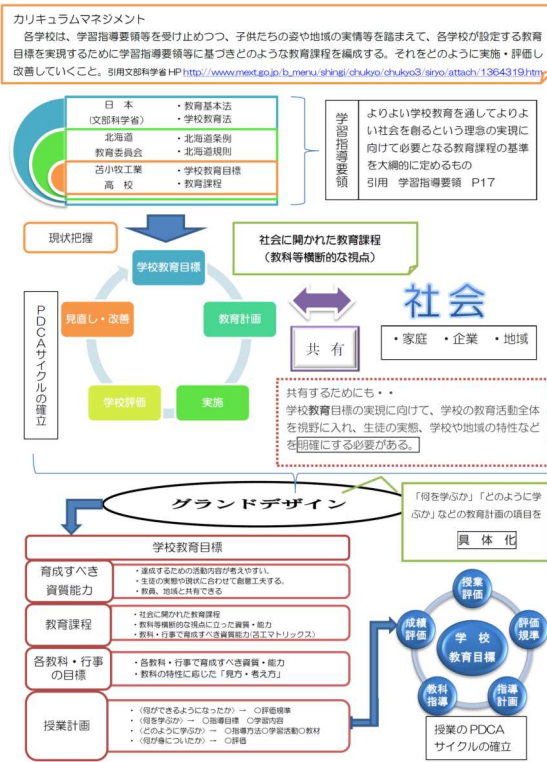 カリキュラムマネジメント
各学校は、学習指導要領等を受け止めつつ、子供たちの姿や地域の実情等を踏まえて、各学校が設定する教育
目標を実現するために学習指導要領等に基づきどのような教育課程を編成する。それをどのように実施・評価し
改善していくこと。引用文部科学省HP http://www.mext.go.jp/b_menu/shingi/chukyo/chukyo3/siryo/attach/1364319.htm
日 本
(文部科学省)
・教育基本法
・学校教育法
北海道
教育委員会
・北海道条例
・北海道規則
苫小牧工業
高 校
・学校教育目標
・教育課程
学習指導要領
よりよい学校教育を通してよりよ
い社会を創るという理念の実現に
向けて必要となる教育課程の基準
を大綱的に定めるもの
引用 学習指導要領 P17
現状把握
社会に開かれた教育課程
(教科等横断的な視点)
学校教育目標
教育計画
実施
学校評価
見直し・改善
PDCAサイクルの確立
共 有
社会
・家庭 ・企業 ・地域
共有するためにも・・
学校教育目標の実現に向けて、学校の教育活動全体
を視野に入れ、生徒の実態、学校や地域の特性など
を明確にする必要がある。
グランドデザイン
「何を学ぶか」「どのように学
ぶか」などの教育計画の項目を
具 体 化
学校教育目標
育成すべき
資質能力
・達成するための活動内容が考えやすい。
・生徒の実態や現状に合わせて創意工夫する。
・教員、地域と共有できる
教育課程
・社会に開かれた教育課程
・教科等横断的な視点に立った資質・能力
・教科・行事で育成すべき資質能力(苫工マトリックス)
各教科・行事
の目標
・各教科・行事で育成すべき資質・能力
・教科の特性に応じた「見方・考え方」
授業計画
・(何ができるようになったか)→ ○評価規準
・(何を学ぶか)→ ○指導目標 ○学習内容
・(どのように学ぶか)→ ○指導方法○学習活動○教材
・(何が身についたか)→ ○評価
授業
評価
評価
規準
指導
計画
教科
指導
成績
評価
学 校
教育目標
授業のPDCA
サイクルの確立